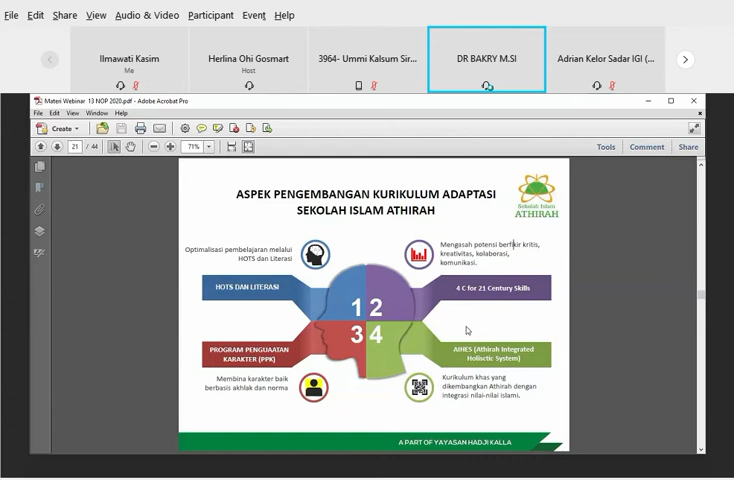 File Edit Share View Audio & Video Participant Event Help
Ilmawati Kasim
Me
Herlina Ohi Gosmart
Host
3964- Ummi Kalsum Sir...
DR BAKRY M.SI
Adrian Kelor Sadar IGI (...
Materi Webinar 13 NOP 2020.pdf - Adobe Acrobat Pro
File Edit View Window Help
Create
21 / 44
71%
Tools Comment Share
ASPEK PENGEMBANGAN KURIKULUM ADAPTASI
SEKOLAH ISLAM ATHIRAH
Sekolah Islam
ATHIRAH
Optimalisasi pembelajaran melalui
HOTS dan Literasi
Mengasah potensi berfikir kritis,
kreativitas, kolaborasi,
komunikasi.
HOTS DAN LITERASI
4 C for 21 Century Skills
1 2
3 4
PROGRAM PENGUATAN
KARAKTER (PPK)
AIHES (Athirah Integrated
Holisctic System)
Membina karakter baik
berbasis akhlak dan norma
Kurikulum khas yang
dikembangkan Athirah dengan
integrasi nilai-nilai islami.
A PART OF YAYASAN HADJI KALLA